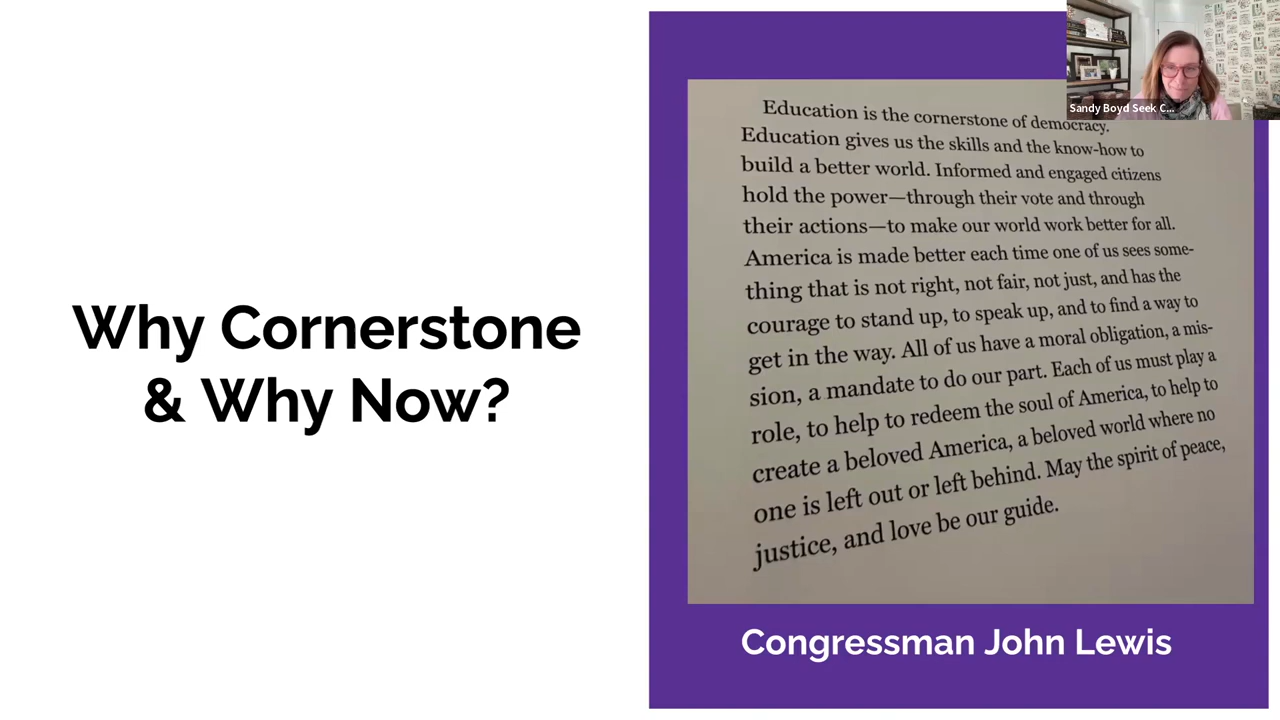 Why Cornerstone
& Why Now?
Sandy Boyd Seek C...
Education is the cornerstone of democracy.
Education gives us the skills and the know-how to
build a better world. Informed and engaged citizens
hold the power—through their vote and through
their actions—to make our world work better for all.
America is made better each time one of us sees some-
thing that is not right, not fair, not just, and has the
courage to stand up, to speak up, and to find a way to
get in the way. All of us have a moral obligation, a mis-
sion, a mandate to do our part. Each of us must play a
role, to help to redeem the soul of America, to help to
create a beloved America, a beloved world where no
one is left out or left behind. May the spirit of peace,
justice, and love be our guide.
Congressman John Lewis